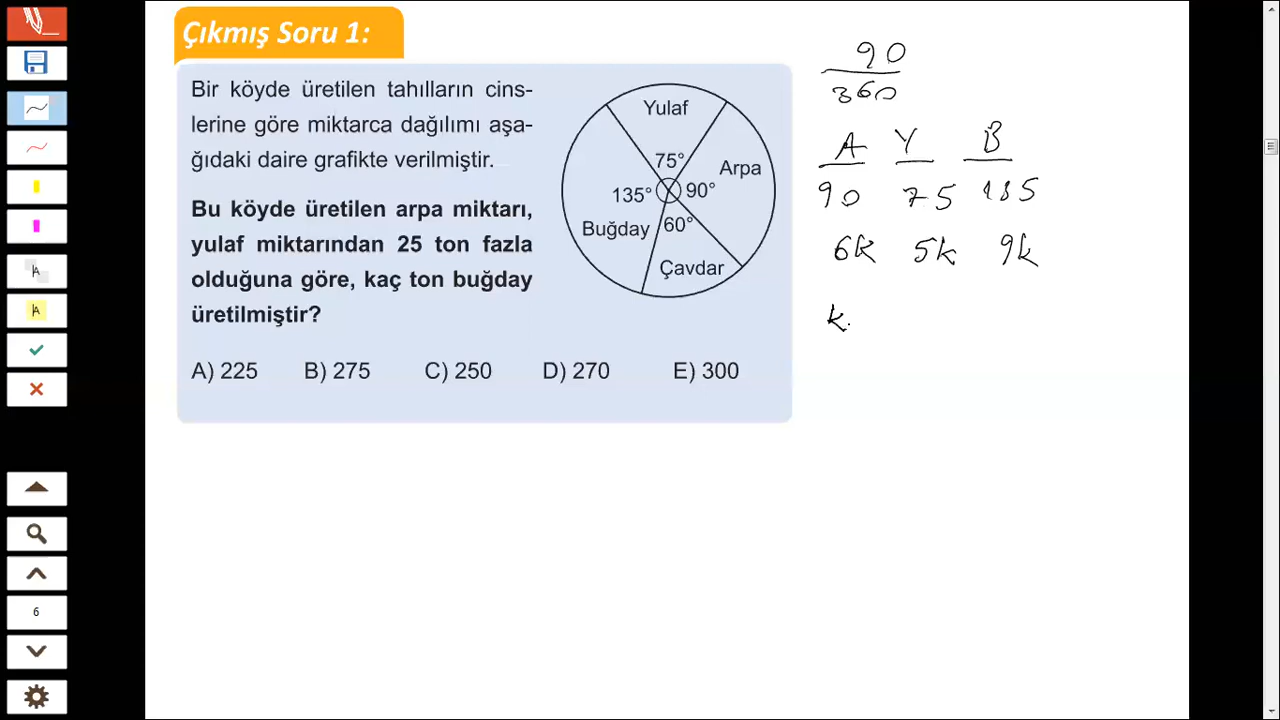 Çıkmış Soru 1:
Bir köyde üretilen tahılların cins-
lerine göre miktarca dağılımı aşa-
ğıdaki daire grafikte verilmiştir.
Bu köyde üretilen arpa miktarı,
yulaf miktarından 25 ton fazla
olduğuna göre, kaç ton buğday
üretilmiştir?
Yulaf
75°
Arpa
90°
135°
Buğday
60°
Çavdar
A) 225 B) 275 C) 250 D) 270 E) 300
90
360
A Y B
90 75 135
6k 5k 9k
k.
A
A
6